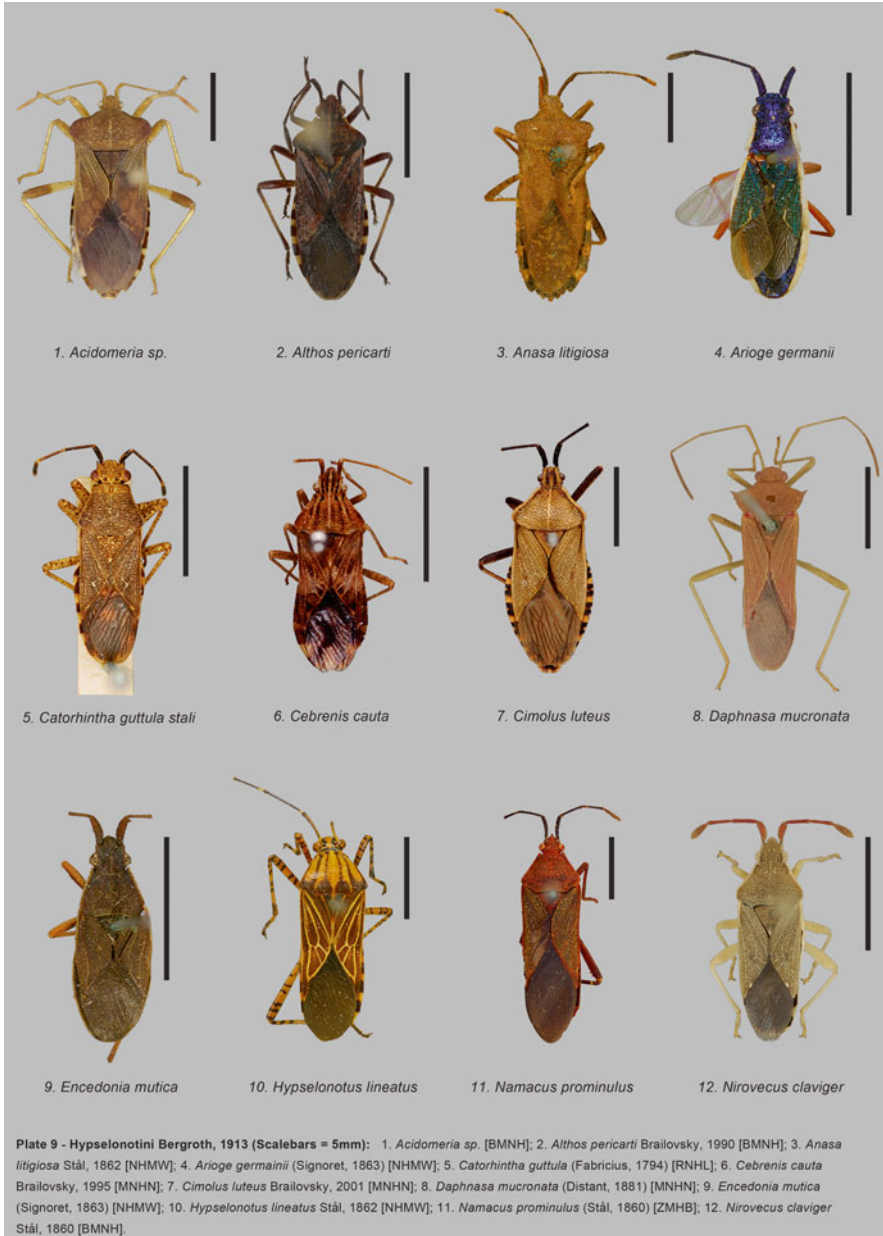 1. Acidomeria sp.
2. Althos pericarti
3. Anasa litigiosa
4. Arioge germanii
5. Catorhintha guttula stali
6. Cebrenis cauta
7. Cimolus luteus
8. Daphnasa mucronata
9. Encedonia mutica
10. Hypselonotus lineatus
11. Namacus prominulus
12. Nirovecus claviger
Plate 9 - Hypselonotini Bergroth, 1913 (Scalebars = 5mm): 1. Acidomeria sp. [BMNH]; 2. Althos pericarti Brailovsky, 1990 [BMNH]; 3. Anasa
litigiosa Stål, 1862 [NHMW]; 4. Arioge germainii (Signoret, 1863) [NHMW]; 5. Catorhintha guttula (Fabricius, 1794) [RNHL]; 6. Cebrenis cauta
Brailovsky, 1995 [MNHN]; 7. Cimolus luteus Brailovsky, 2001 [MNHN]; 8. Daphnasa mucronata (Distant, 1881) [MNHN]; 9. Encedonia mutica
(Signoret, 1863) [NHMW]; 10. Hypselonotus lineatus Stål, 1862 [NHMW]; 11. Namacus prominulus (Stål, 1860) [ZMHB]; 12. Nirovecus claviger
Stål, 1860 [BMNH].